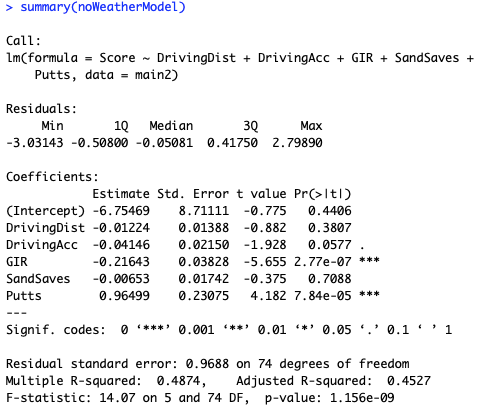 > summary(noWeatherModel)

Call:
lm(formula = Score ~ DrivingDist + DrivingAcc + GIR + SandSaves +
    Putts, data = main2)

Residuals:
     Min       1Q   Median       3Q      Max
-3.03143 -0.50800 -0.05081  0.41750  2.79890

Coefficients:
            Estimate Std. Error t value Pr(>|t|)
(Intercept) -6.75469    8.71111  -0.775   0.4406
DrivingDist -0.01224    0.01388  -0.882   0.3807
DrivingAcc  -0.04146    0.02150  -1.928   0.0577 .
GIR         -0.21643    0.03828  -5.655 2.77e-07 ***
SandSaves   -0.00653    0.01742  -0.375   0.7088
Putts        0.96499    0.23075   4.182 7.84e-05 ***
---
Signif. codes:  0 ‘***’ 0.001 ‘**’ 0.01 ‘*’ 0.05 ‘.’ 0.1 ‘ ’ 1

Residual standard error: 0.9688 on 74 degrees of freedom
Multiple R-squared:  0.4874,    Adjusted R-squared:  0.4527
F-statistic: 14.07 on 5 and 74 DF,  p-value: 1.156e-09